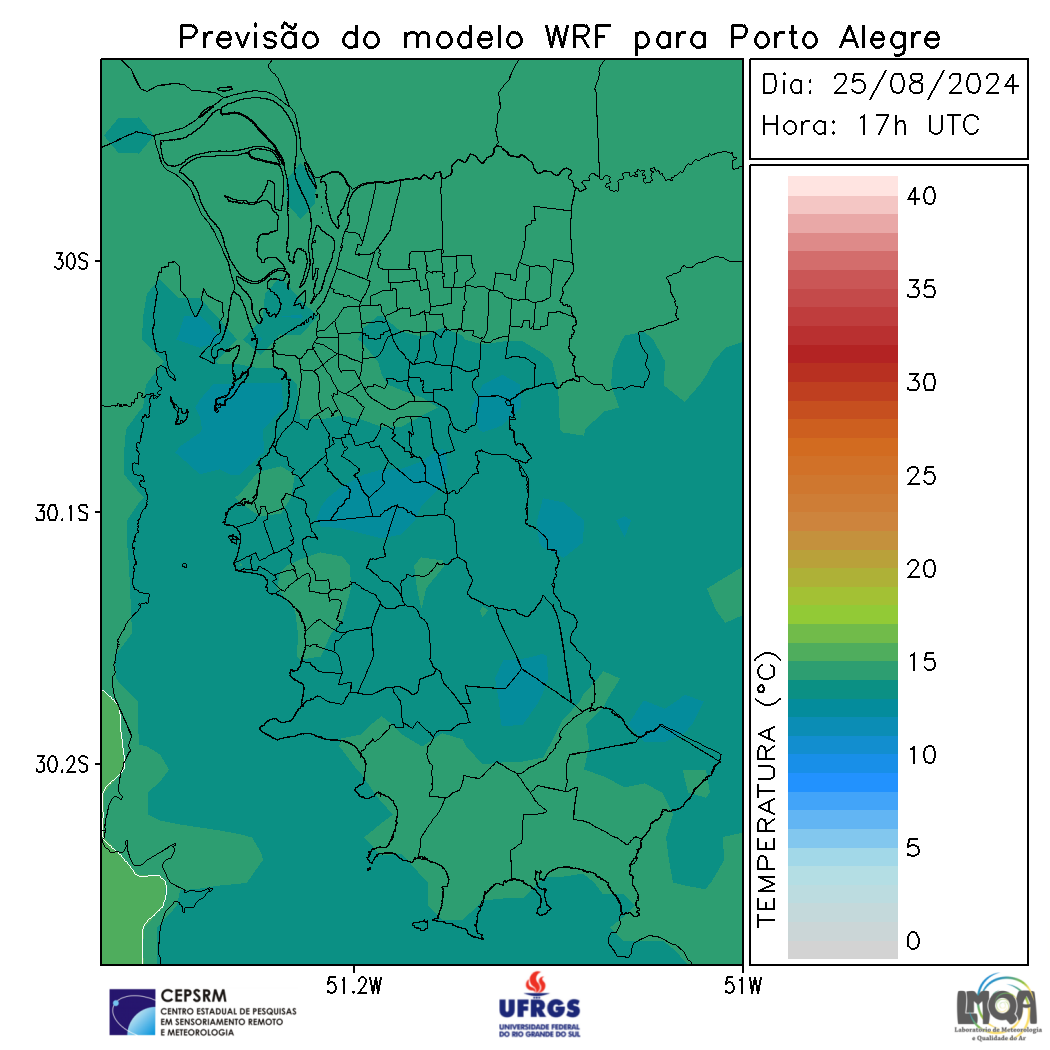 Previsão do modelo WRF para Porto Alegre
Dia: 25/08/2024
Hora: 17h UTC
40
35
30
25
20
15
10
5
0
TEMPERATURA (°C)
30S
30.1S
30.2S
51.2W
51W
CEPSRM
CENTRO ESTADUAL DE PESQUISAS
EM SENSORIAMENTO REMOTO
E METEOROLOGIA
UFRGS
UNIVERSIDADE FEDERAL
DO RIO GRANDE DO SUL
LMQA
Laboratório de Meteorologia
e Qualidade do Ar